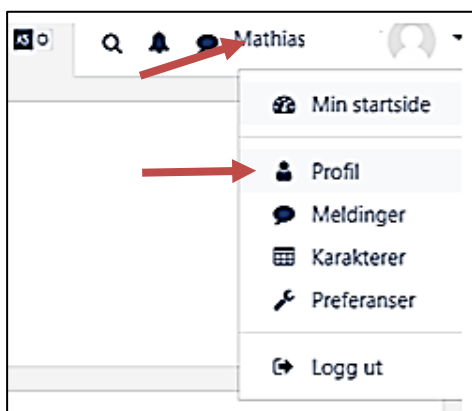 Mathias
Min startside
Profil
Meldinger
Karakterer
Preferanser
Logg ut